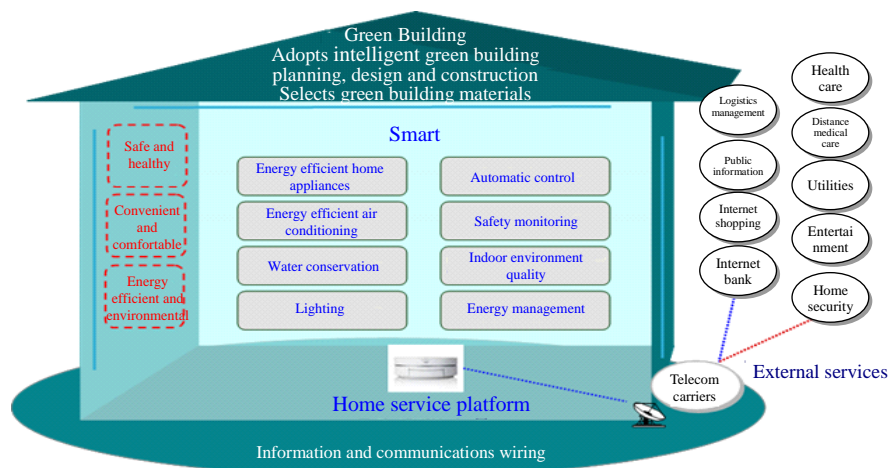 Green Building
Adopts intelligent green building
planning, design and construction
Selects green building materials
Smart
Safe and
healthy
Convenient
and
comfortable
Energy
efficient and
environmental
Energy efficient home
appliances
Automatic control
Energy efficient air
conditioning
Safety monitoring
Water conservation
Indoor environment
quality
Lighting
Energy management
Home service platform
Information and communications wiring
Logistics
management
Public
information
Internet
shopping
Internet
bank
Health
care
Distance
medical
care
Utilities
Entertai
nment
Home
security
Telecom
carriers
External services